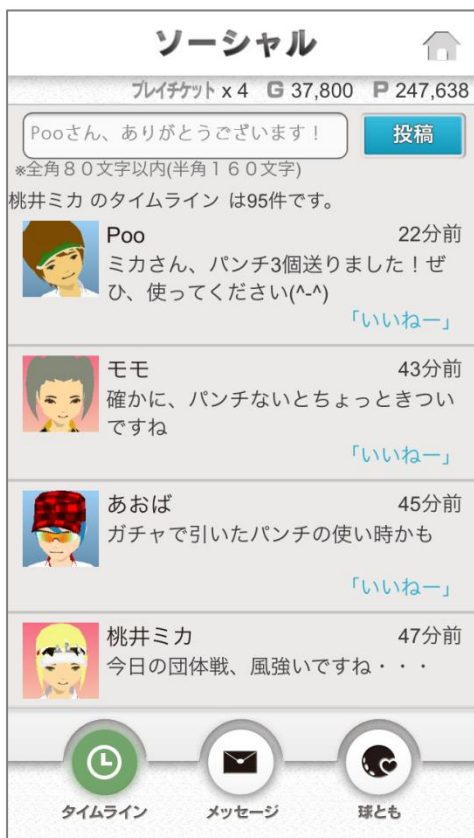 ソーシャル
プレイチケット x 4 G 37,800 P 247,638
Pooさん、ありがとうございます！
投稿
※全角８０文字以内(半角１６０文字)
桃井ミカ のタイムライン は95件です。
Poo 22分前
ミカさん、パンチ3個送りました！ぜ
ひ、使ってください(^-^)
「いいねー」
モモ 43分前
確かに、パンチないとちょっときつい
ですね
「いいねー」
あおば 45分前
ガチャで引いたパンチの使い時かも
「いいねー」
桃井ミカ 47分前
今日の団体戦、風強いですね・・・
タイムライン メッセージ 球とも